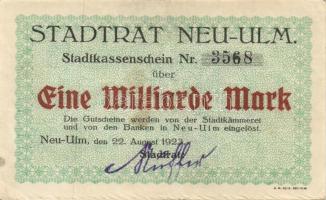 STADTRAT NEU-ULM.
Stadtkassenschein Nr. 3568
über
Eine Milliarde Mark
Die Gutscheine werden von der Stadtkämmerei
und von den Banken in Neu-Ulm eingelöst.
Neu-Ulm, den 22. August 1923
Stadtrat: